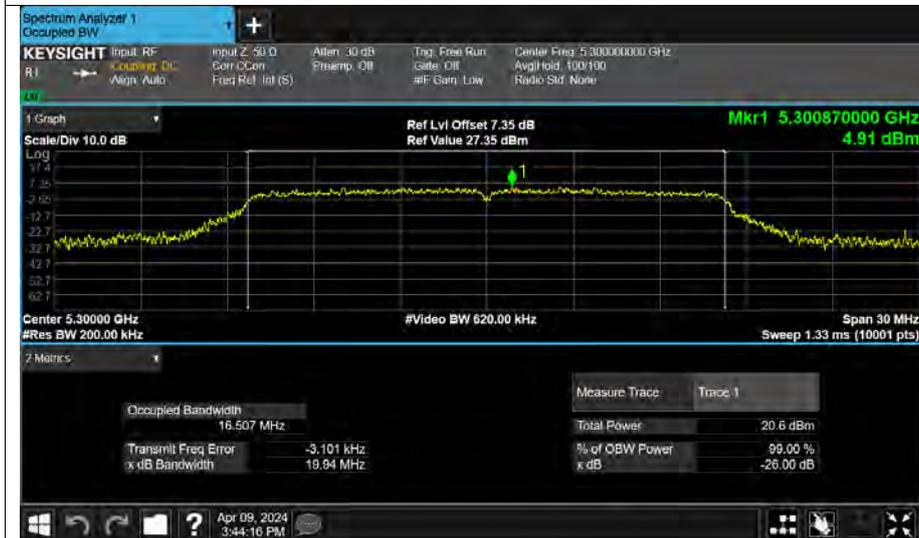 Spectrum Analyzer 1
Occupied BW
KEYSIGHT
Input: RF
Coupling: DC
Align: Auto
Input Z: 50 Ω
Corr CCorr
Freq Ref: Int (S)
Atten: 30 dB
Preamp: Off
Trig: Free Run
Gate: Off
#IF Gain: Low
Center Freq: 5.300000000 GHz
Avg|Hold: 100/100
Radio Std: None
1 Graph
Scale/Div 10.0 dB
Ref Lvl Offset 7.35 dB
Ref Value 27.35 dBm
Mkr1 5.300870000 GHz
4.91 dBm
Log
17.4
7.35
-2.65
-12.7
-22.7
-32.7
-42.7
-52.7
-62.7
1
Center 5.30000 GHz
#Video BW 620.00 kHz
Span 30 MHz
#Res BW 200.00 kHz
Sweep 1.33 ms (10001 pts)
2 Metrics
Measure Trace
Trace 1
Occupied Bandwidth
16.507 MHz
Total Power
20.6 dBm
Transmit Freq Error
-3.101 kHz
% of OBW Power
99.00 %
x dB Bandwidth
19.94 MHz
x dB
-26.00 dB
?
Apr 09, 2024
3:44:16 PM